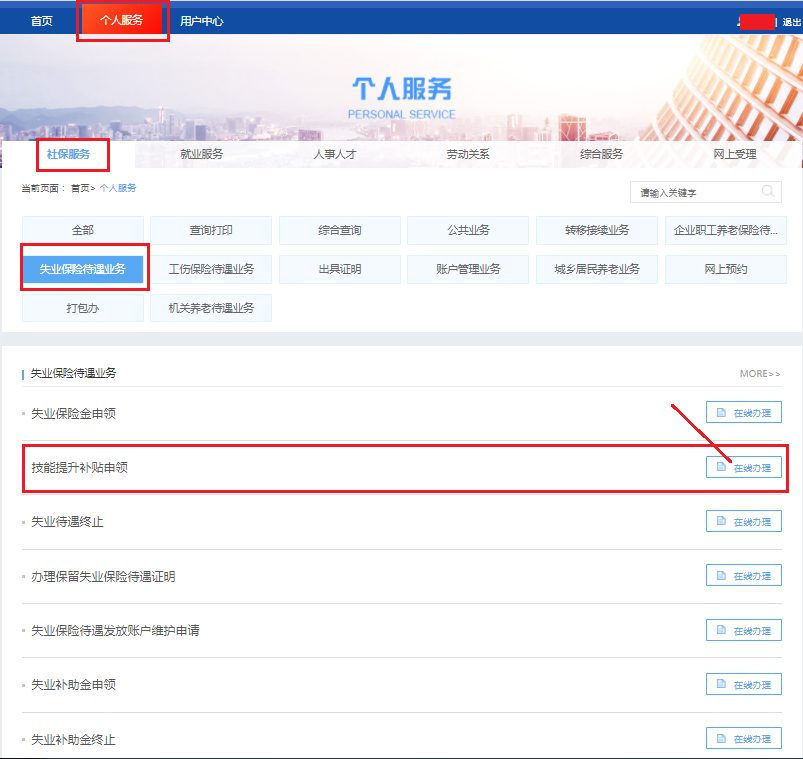 首页 个人服务 用户中心 退出
个人服务
PERSONAL SERVICE
社保服务 就业服务 人事人才 劳动关系 综合服务 网上受理
当前页面： 首页> 个人服务
请输入关键字
全部 查询打印 综合查询 公共业务 转移接续业务 企业职工养老保险待...
失业保险待遇业务 工伤保险待遇业务 出具证明 账户管理业务 城乡居民养老业务 网上预约
打包办 机关养老待遇业务
失业保险待遇业务 MORE>>
失业保险金申领 在线办理
技能提升补贴申领 在线办理
失业待遇终止 在线办理
办理保留失业保险待遇证明 在线办理
失业保险待遇发放账户维护申请 在线办理
失业补助金申领 在线办理
失业补助金终止 在线办理